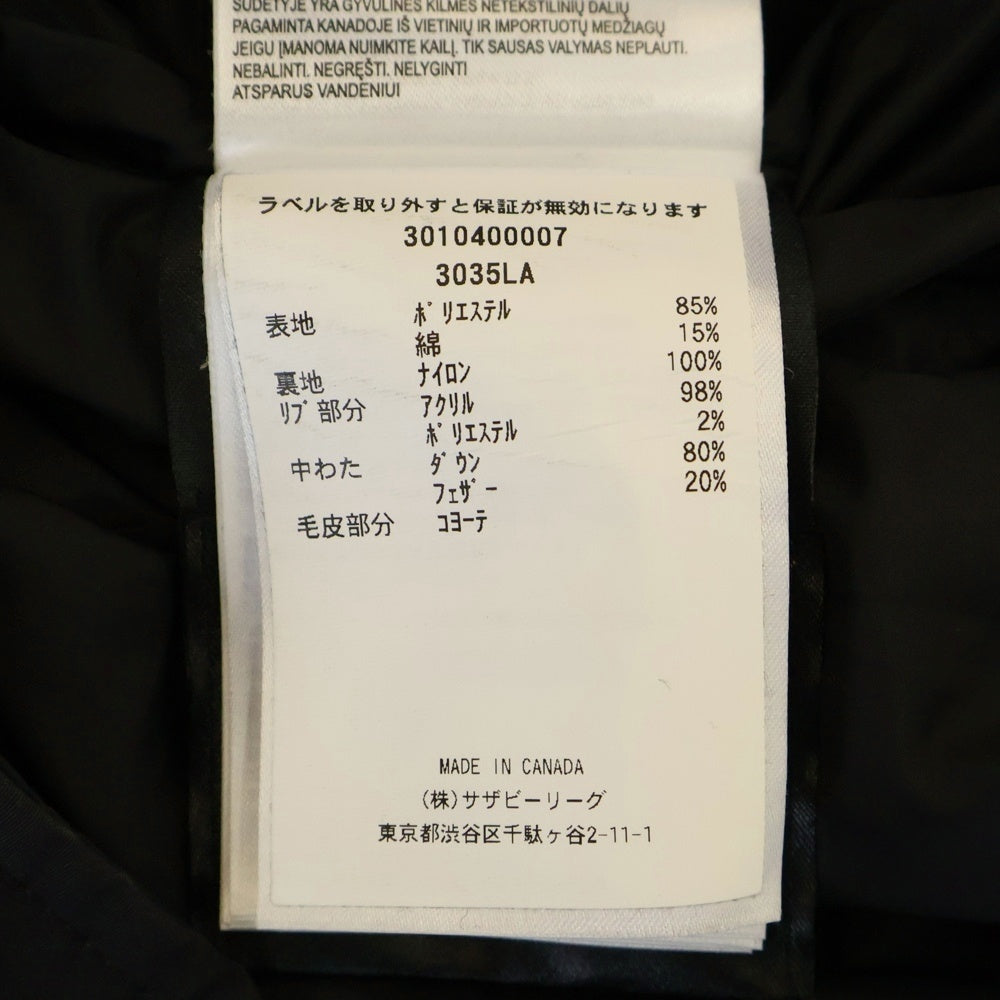 SUDĖTYJE YRA GYVŪLINĖS KILMĖS NETEKSTILINIŲ DALIŲ
PAGAMINTA KANADOJE IŠ VIETINIŲ IR IMPORTUOTŲ MEDŽIAGŲ
JEIGU ĮMANOMA NUIMKITE KAILĮ. TIK SAUSAS VALYMAS NEPLAUTI.
NEBALINTI. NEGRĘŠTI. NELYGINTI
ATSPARUS VANDENIUI
ラベルを取り外すと保証が無効になります
3010400007
3035LA
表地 ﾎﾟﾘｴｽﾃﾙ 85%
綿 15%
裏地 ﾅｲﾛﾝ 100%
ﾘﾌﾞ部分 ｱｸﾘﾙ 98%
ﾎﾟﾘｴｽﾃﾙ 2%
中わた ﾀﾞｳﾝ 80%
ﾌｪｻﾞｰ 20%
毛皮部分 ｺﾖｰﾃ
MADE IN CANADA
(株)サザビーリーグ
東京都渋谷区千駄ヶ谷2-11-1